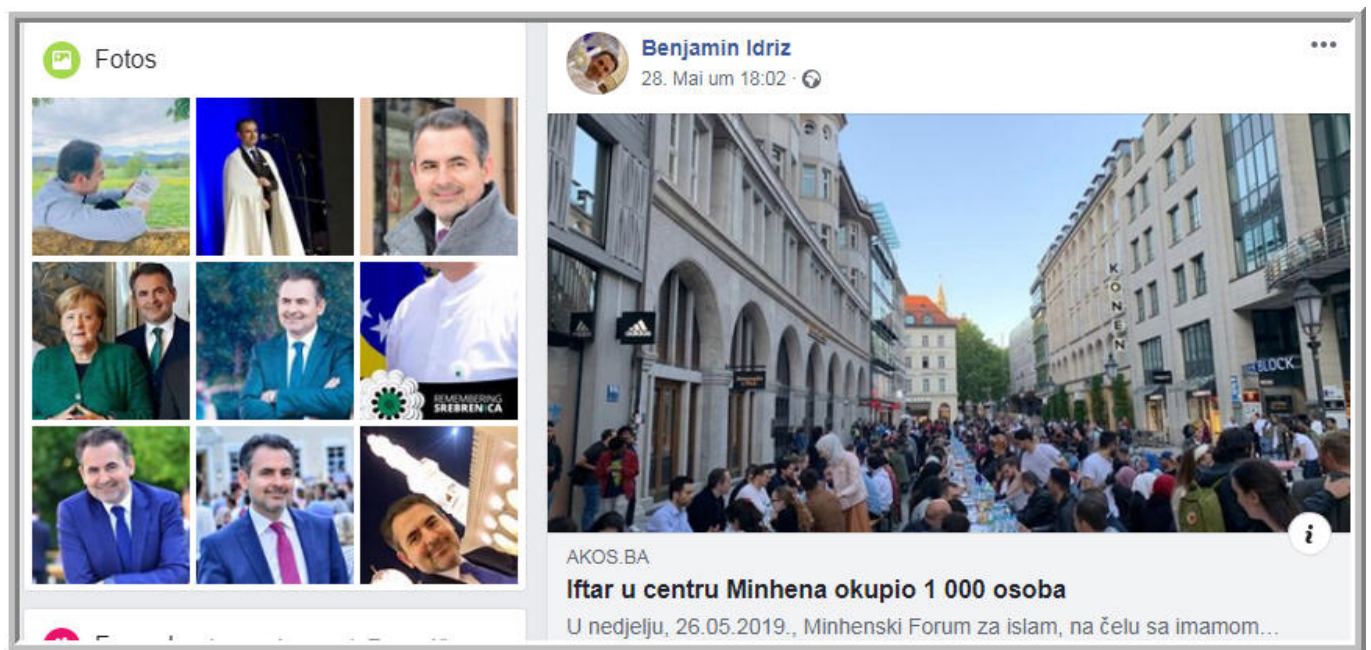 Fotos
REMEMBERING
SREBRENICA
Benjamin Idriz
28. Mai um 18:02
KONEN
BLOCK
AKOS.BA
Iftar u centru Minhena okupio 1 000 osoba
U nedjelju, 26.05.2019., Minhenski Forum za islam, na čelu sa imamom…